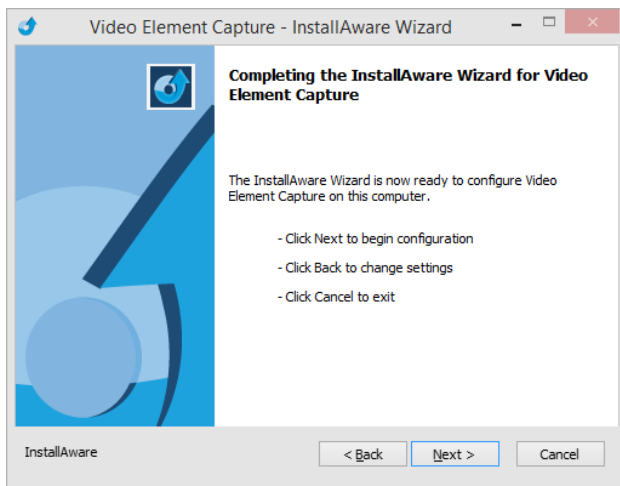 Video Element Capture - InstallAware Wizard
Completing the InstallAware Wizard for Video
Element Capture
The InstallAware Wizard is now ready to configure Video
Element Capture on this computer.
- Click Next to begin configuration
- Click Back to change settings
- Click Cancel to exit
InstallAware
< Back
Next >
Cancel